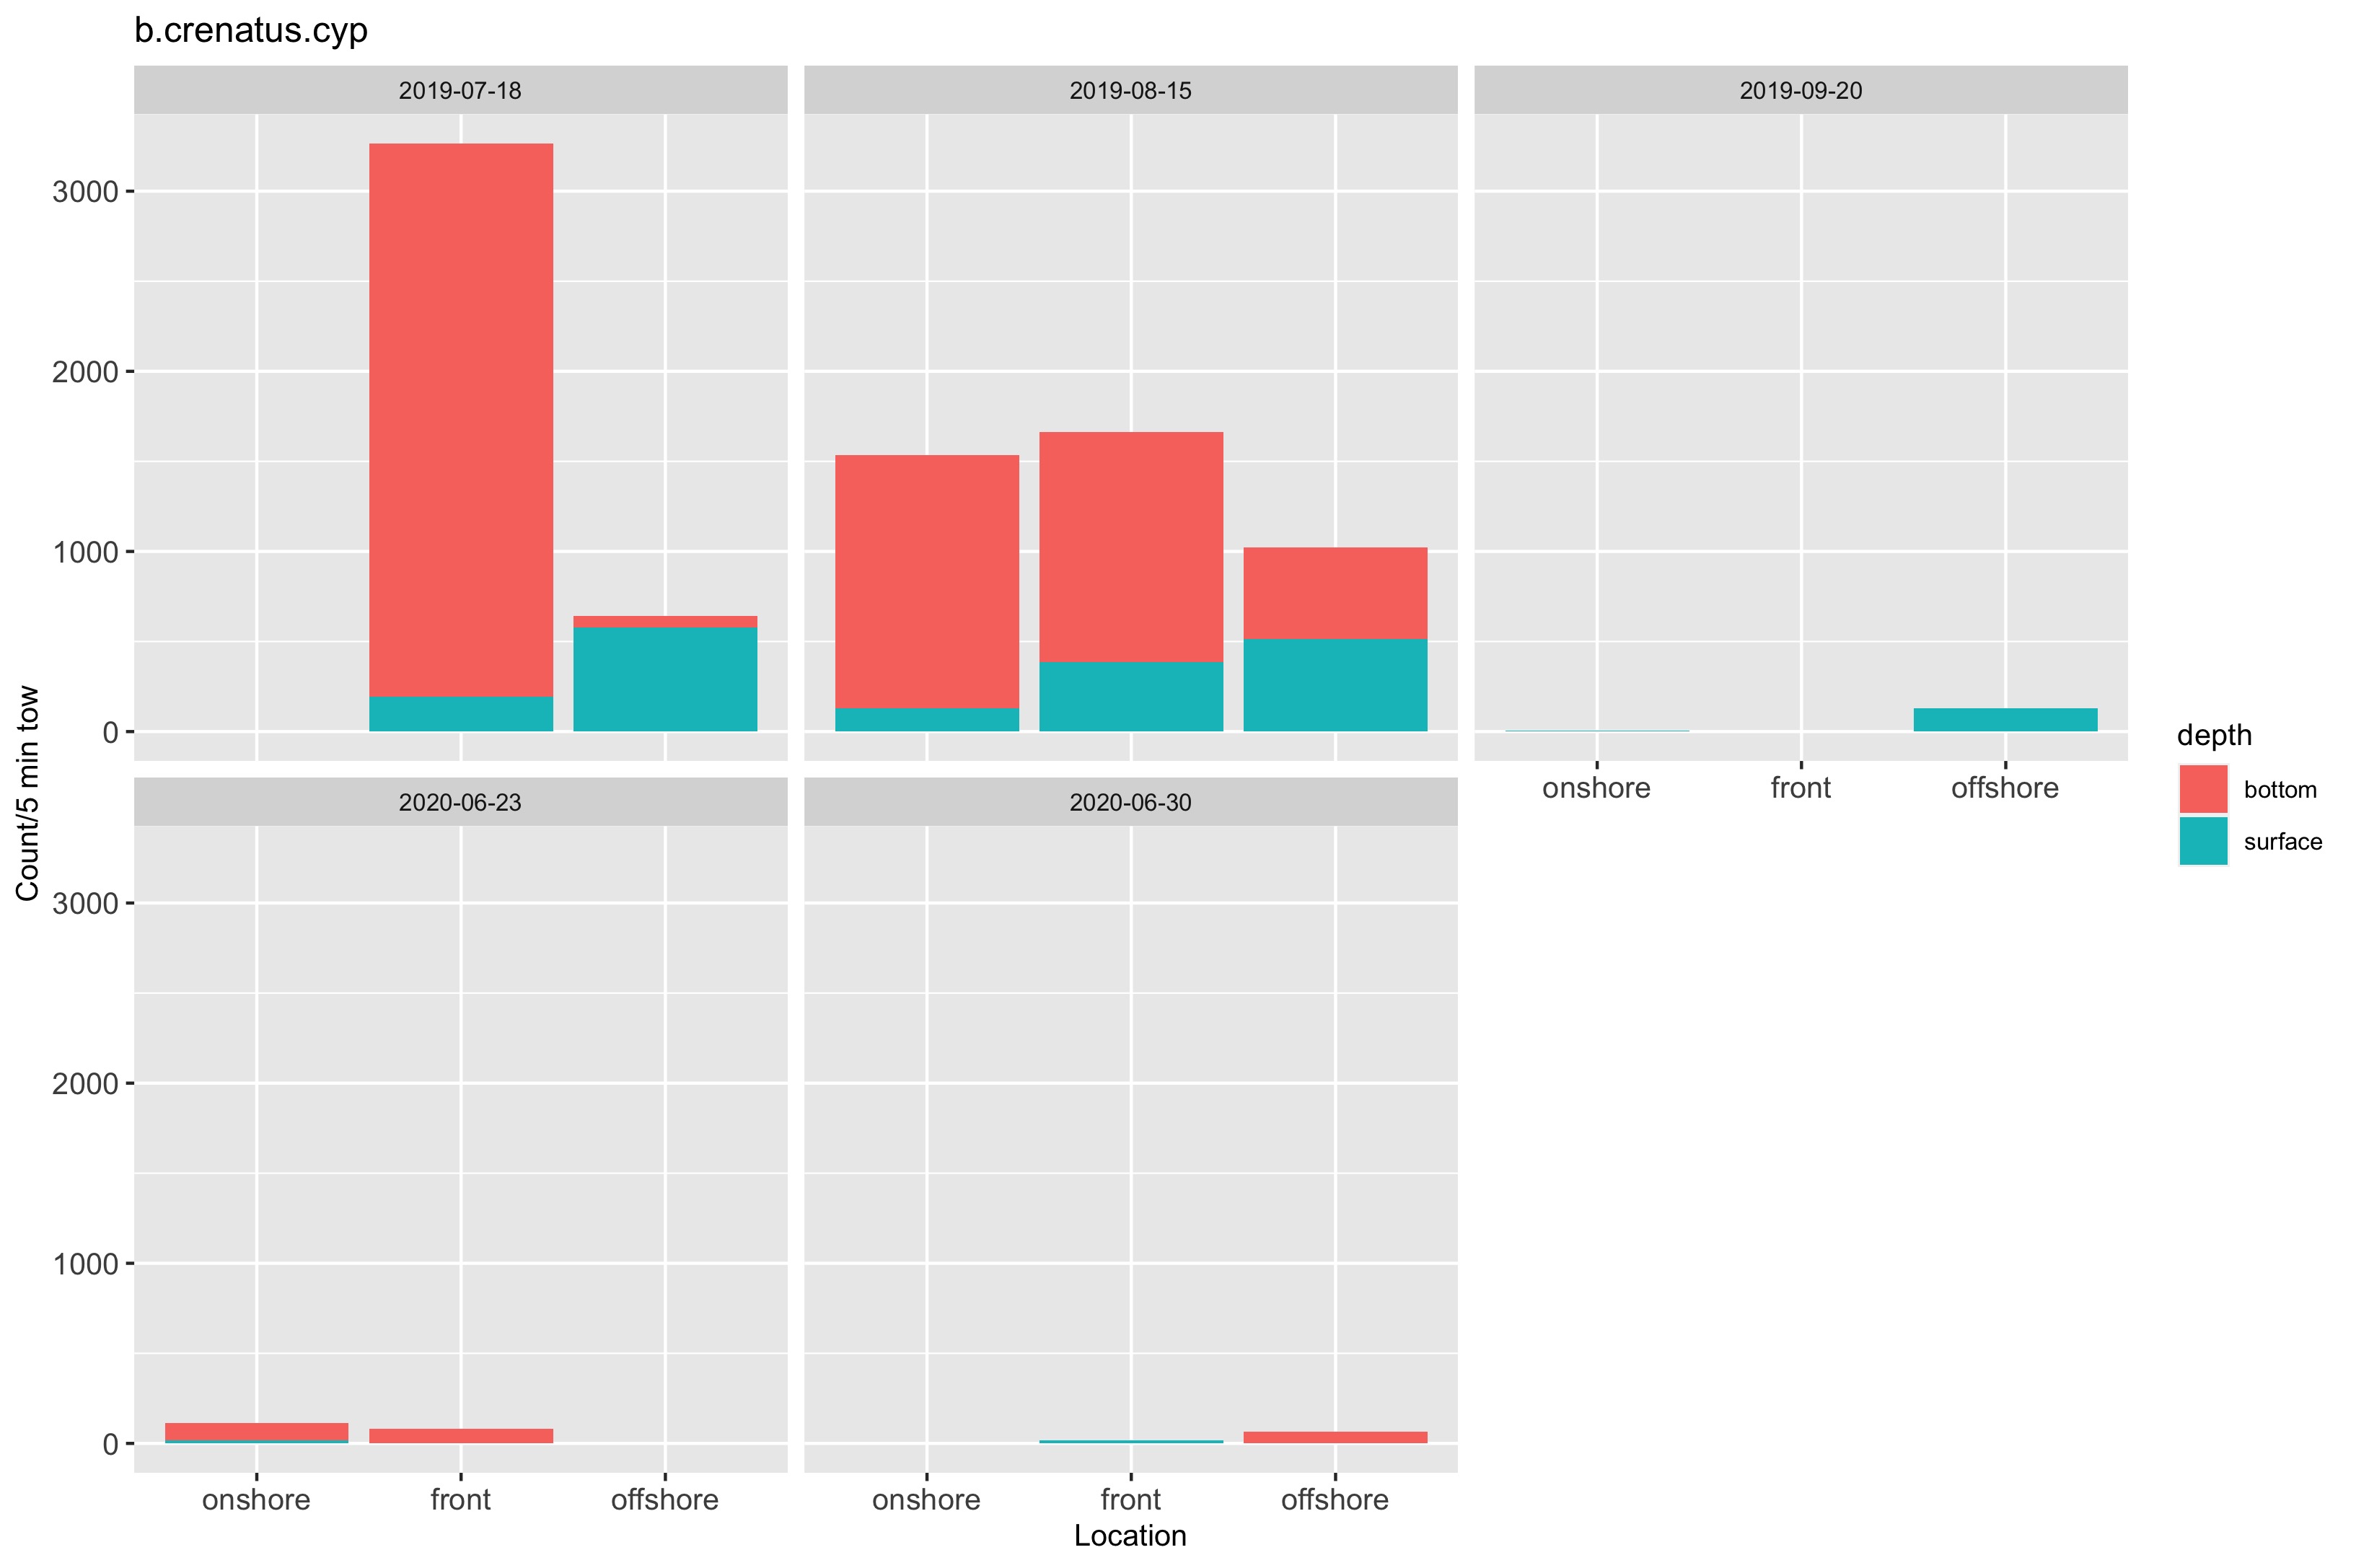 b.crenatus.cyp
2019-07-18
2019-08-15
2019-09-20
3000
2000
1000
0
onshore front offshore
2020-06-23
2020-06-30
3000
2000
1000
0
onshore front offshore
onshore front offshore
Location
Count/5 min tow
depth
bottom
surface